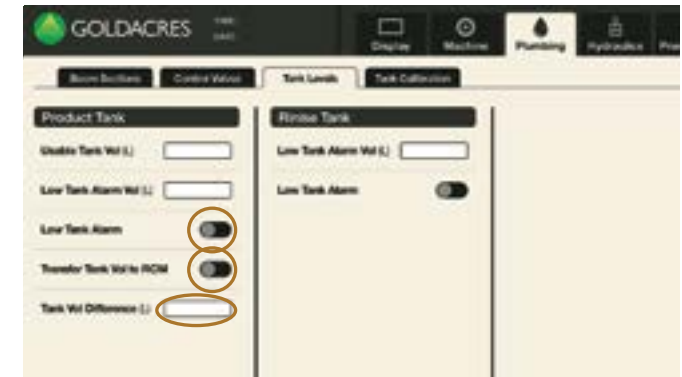 GOLDACRES
Display Machine Plumbing Hydraulics
Boom Sections Control Valves Tank Levels Tank Calibration
Product Tank
Usable Tank Vol (L)
Low Tank Alarm Vol (L)
Low Tank Alarm
Transfer Tank Vol to RCM
Tank Vol Difference (L)
Rinise Tank
Low Tank Alarm Vol (L)
Low Tank Alarm